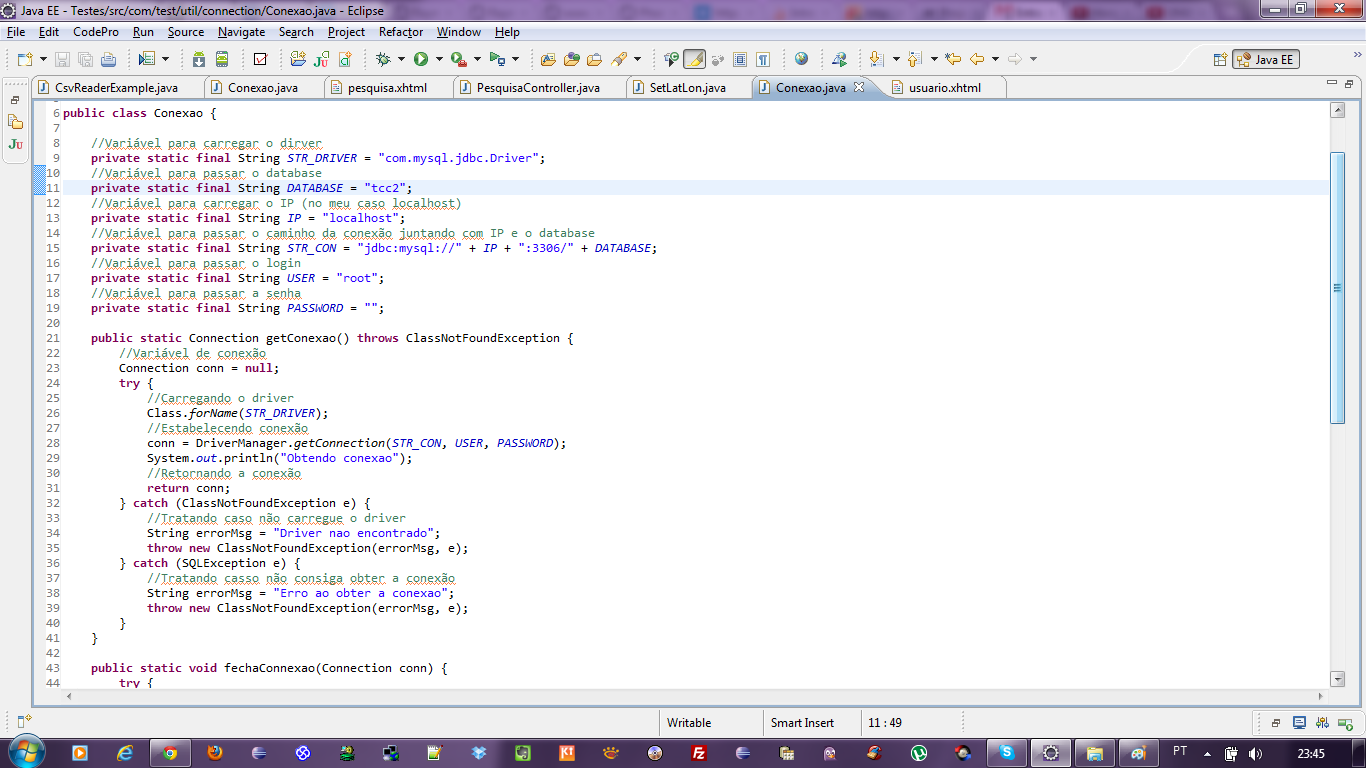 Java EE - Testes/src/com/test/util/connection/Conexao.java - Eclipse
File Edit CodePro Run Source Navigate Search Project Refactor Window Help
Java EE
CsvReaderExample.java Conexao.java pesquisa.xhtml PesquisaController.java SetLatLon.java Conexao.java usuario.xhtml
6 public class Conexao {
7
8 //Variável para carregar o dirver
9 private static final String STR_DRIVER = "com.mysql.jdbc.Driver";
10 //Variável para passar o database
11 private static final String DATABASE = "tcc2";
12 //Variável para carregar o IP (no meu caso localhost)
13 private static final String IP = "localhost";
14 //Variável para passar o caminho da conexão juntando com IP e o database
15 private static final String STR_CON = "jdbc:mysql://" + IP + ":3306/" + DATABASE;
16 //Variável para passar o login
17 private static final String USER = "root";
18 //Variável para passar a senha
19 private static final String PASSWORD = "";
20
21 public static Connection getConexao() throws ClassNotFoundException {
22 //Variável de conexão
23 Connection conn = null;
24 try {
25 //Carregando o driver
26 Class.forName(STR_DRIVER);
27 //Estabelecendo conexão
28 conn = DriverManager.getConnection(STR_CON, USER, PASSWORD);
29 System.out.println("Obtendo conexao");
30 //Retornando a conexão
31 return conn;
32 } catch (ClassNotFoundException e) {
33 //Tratando caso não carregue o driver
34 String errorMsg = "Driver nao encontrado";
35 throw new ClassNotFoundException(errorMsg, e);
36 } catch (SQLException e) {
37 //Tratando casso não consiga obter a conexão
38 String errorMsg = "Erro ao obter a conexao";
39 throw new ClassNotFoundException(errorMsg, e);
40 }
41 }
42
43 public static void fechaConnexao(Connection conn) {
44 try {
Writable Smart Insert 11 : 49
PT 23:45